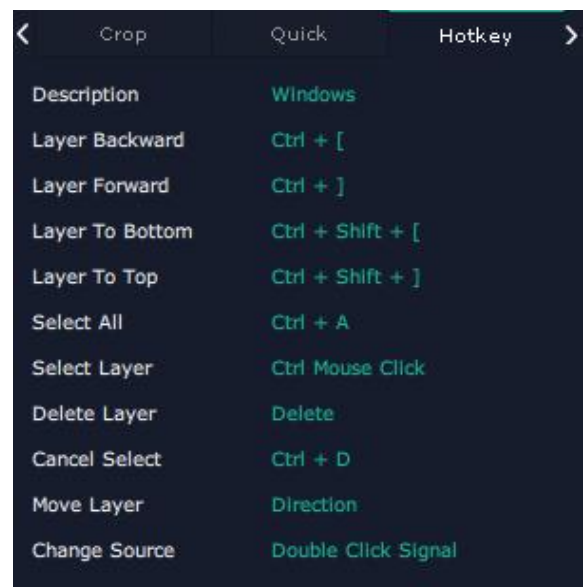 < Crop Quick Hotkey >
Description Windows
Layer Backward Ctrl + [
Layer Forward Ctrl + ]
Layer To Bottom Ctrl + Shift + [
Layer To Top Ctrl + Shift + ]
Select All Ctrl + A
Select Layer Ctrl Mouse Click
Delete Layer Delete
Cancel Select Ctrl + D
Move Layer Direction
Change Source Double Click Signal